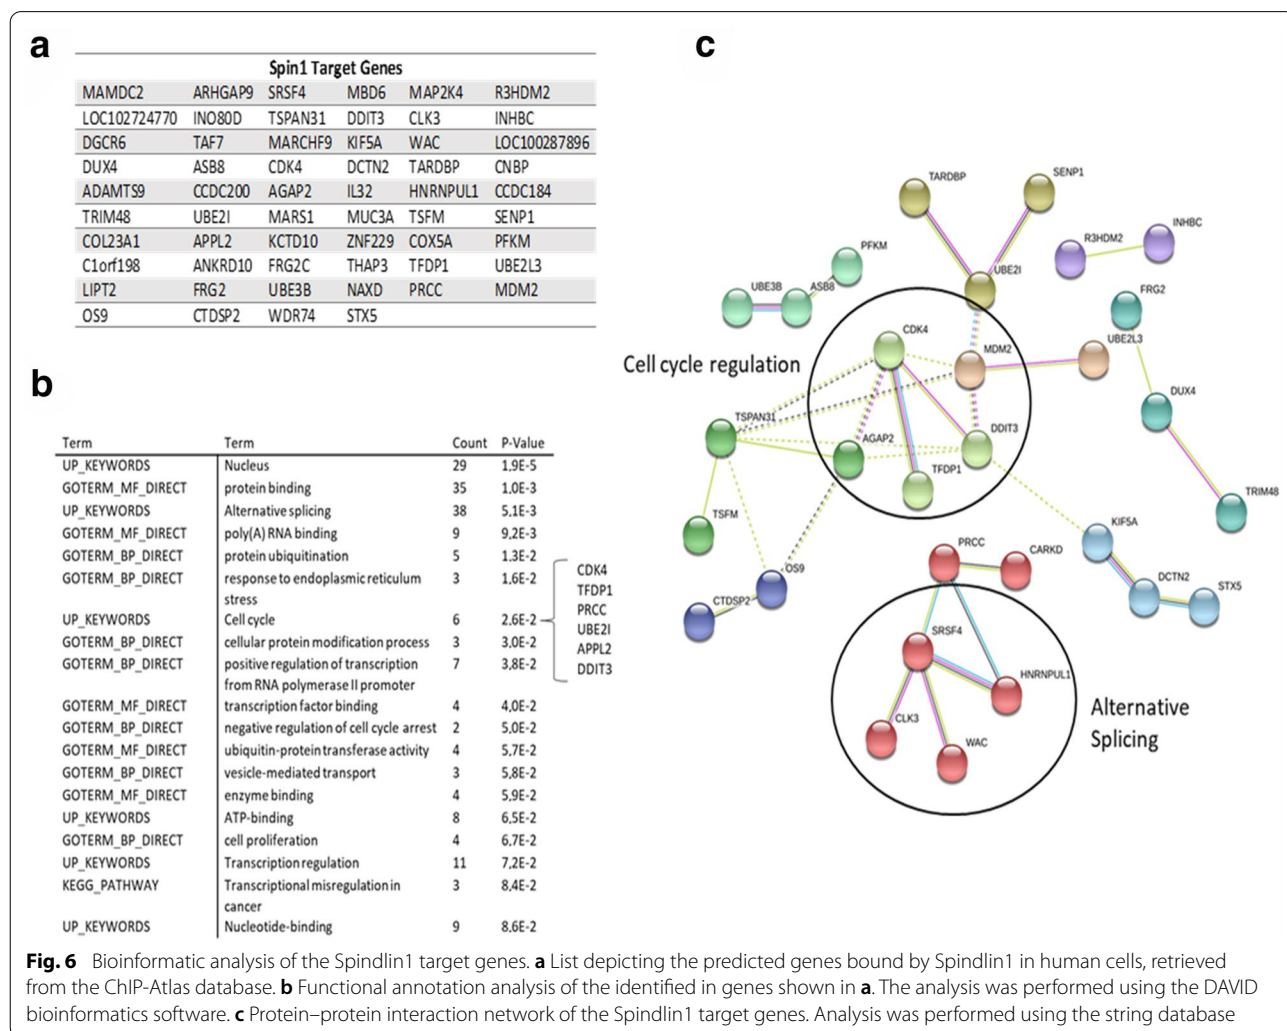 a
Spin1 Target Genes
MAMDC2 ARHGAP9 SRSF4 MBD6 MAP2K4 R3HDM2
LOC102724770 INO80D TSPAN31 DDIT3 CLK3 INHBC
DGCR6 TAF7 MARCHF9 KIF5A WAC LOC100287896
DUX4 ASB8 CDK4 DCTN2 TARDBP CNBP
ADAMTS9 CCDC200 AGAP2 IL32 HNRNPUL1 CCDC184
TRIM48 UBE2I MARS1 MUC3A TSFM SENP1
COL23A1 APPL2 KCTD10 ZNF229 COX5A PFKM
C1orf198 ANKRD10 FRG2C THAP3 TFDP1 UBE2L3
LIPT2 FRG2 UBE3B NAXD PRCC MDM2
OS9 CTDSP2 WDR74 STX5
b
Term Term Count P-Value
UP_KEYWORDS Nucleus 29 1,9E-5
GOTERM_MF_DIRECT protein binding 35 1,0E-3
UP_KEYWORDS Alternative splicing 38 5,1E-3
GOTERM_MF_DIRECT poly(A) RNA binding 9 9,2E-3
GOTERM_BP_DIRECT protein ubiquitination 5 1,3E-2
GOTERM_BP_DIRECT response to endoplasmic reticulum 3 1,6E-2
stress
UP_KEYWORDS Cell cycle 6 2,6E-2
GOTERM_BP_DIRECT cellular protein modification process 3 3,0E-2
GOTERM_BP_DIRECT positive regulation of transcription 7 3,8E-2
from RNA polymerase II promoter
GOTERM_MF_DIRECT transcription factor binding 4 4,0E-2
GOTERM_BP_DIRECT negative regulation of cell cycle arrest 2 5,0E-2
GOTERM_MF_DIRECT ubiquitin-protein transferase activity 4 5,7E-2
GOTERM_BP_DIRECT vesicle-mediated transport 3 5,8E-2
GOTERM_MF_DIRECT enzyme binding 4 5,9E-2
UP_KEYWORDS ATP-binding 8 6,5E-2
GOTERM_BP_DIRECT cell proliferation 4 6,7E-2
UP_KEYWORDS Transcription regulation 11 7,2E-2
KEGG_PATHWAY Transcriptional misregulation in 3 8,4E-2
cancer
UP_KEYWORDS Nucleotide-binding 9 8,6E-2
CDK4
TFDP1
PRCC
UBE2I
APPL2
DDIT3
c
TARDBP
SENP1
INHBC
R3HDM2
PFKM
UBE2I
UBE3B
ASB8
FRG2
CDK4
UBE2L3
MDM2
Cell cycle regulation
DUX4
TSPAN31
DDIT3
AGAP2
TFDP1
TRIM48
TSFM
KIF5A
PRCC
CARKD
OS9
DCTN2
STX5
CTDSP2
SRSF4
HNRNPUL1
CLK3
WAC
Alternative
Splicing
Fig. 6 Bioinformatic analysis of the Spindlin1 target genes. a List depicting the predicted genes bound by Spindlin1 in human cells, retrieved
from the ChIP-Atlas database. b Functional annotation analysis of the identified in genes shown in a. The analysis was performed using the DAVID
bioinformatics software. c Protein–protein interaction network of the Spindlin1 target genes. Analysis was performed using the string database